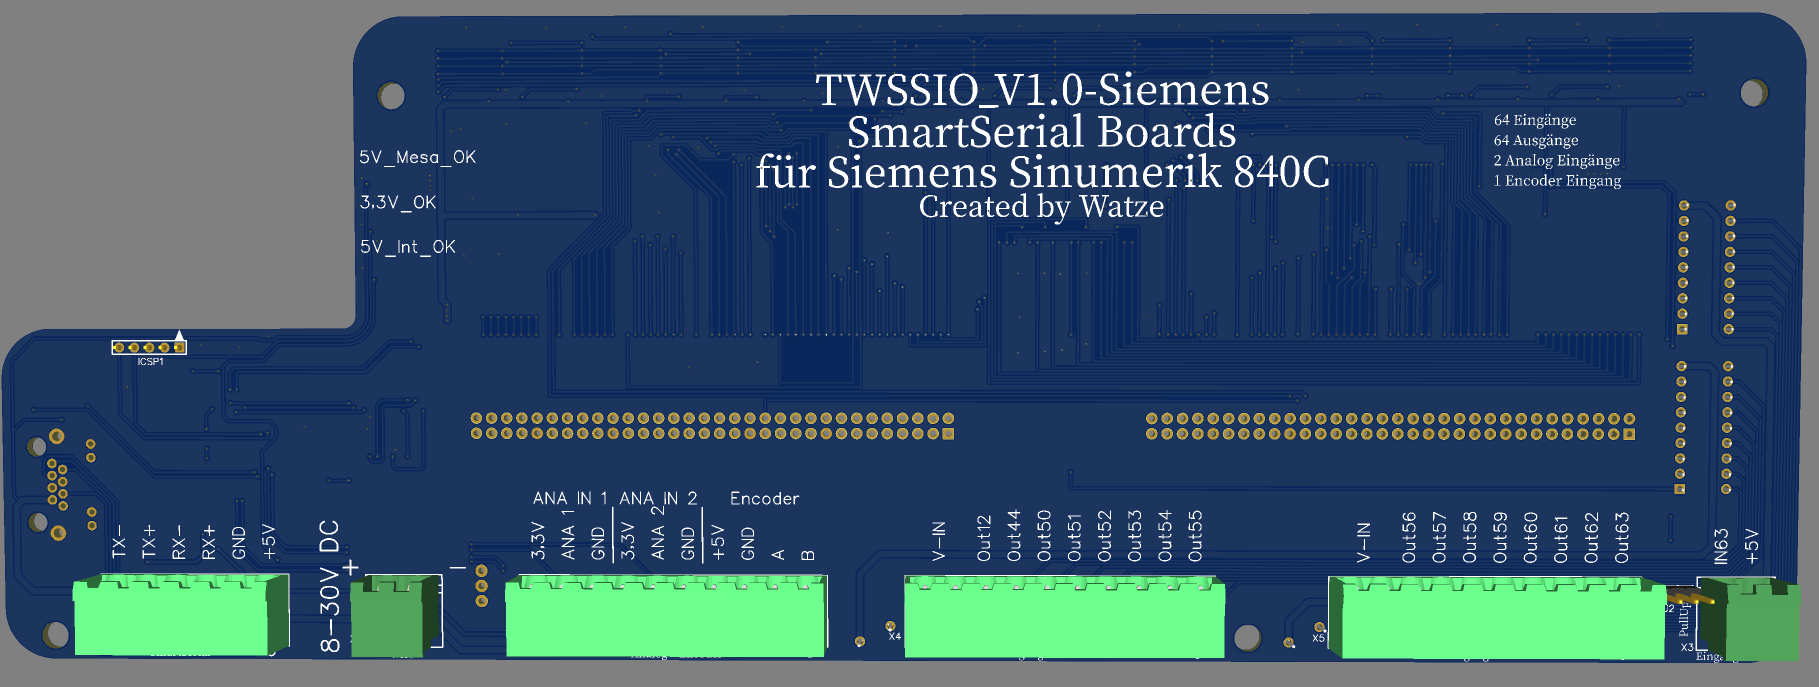 TWSSIO_V1.0-Siemens
SmartSerial Boards
für Siemens Sinumerik 840C
Created by Watze
64 Eingänge
64 Ausgänge
2 Analog Eingänge
1 Encoder Eingang
5V_Mesa_OK
3.3V_OK
5V_Int_OK
ICSP1
TX-
TX+
RX-
RX+
GND
+5V
8-30V DC
+
-
ANA IN 1
ANA IN 2
Encoder
3.3V
ANA 1
GND
3.3V
ANA 2
GND
+5V
GND
A
B
V-IN
Out12
Out44
Out50
Out51
Out52
Out53
Out54
Out55
V-IN
Out56
Out57
Out58
Out59
Out60
Out61
Out62
Out63
IN63
+5V
X4
X5
X3